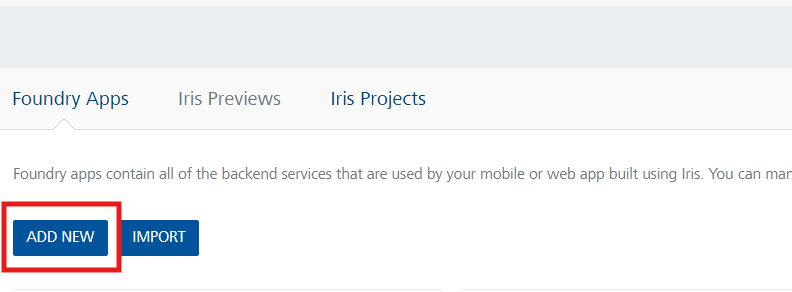 Foundry Apps Iris Previews Iris Projects
Foundry apps contain all of the backend services that are used by your mobile or web app built using Iris. You can
ADD NEW IMPORT